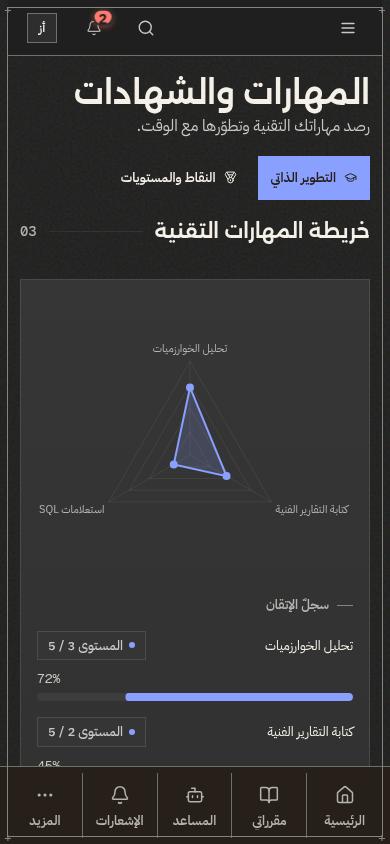 أز
2
المهارات والشهادات
رصد مهاراتك التقنية وتطوّرها مع الوقت.
التطوير الذاتي
النقاط والمستويات
خريطة المهارات التقنية
03
تحليل الخوارزميات
استعلامات SQL
كتابة التقارير الفنية
سجلّ الإتقان
تحليل الخوارزميات
المستوى 3 / 5
72%
كتابة التقارير الفنية
المستوى 2 / 5
45%
الرئيسية
مقرراتي
المساعد
الإشعارات
المزيد